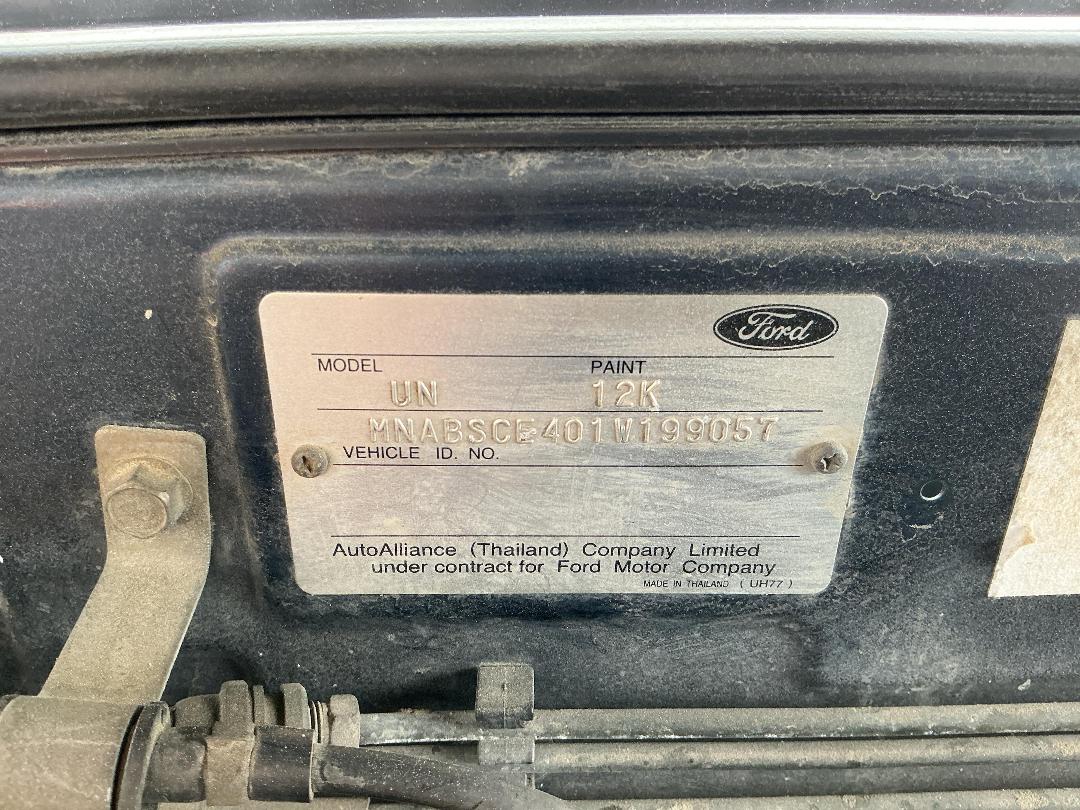 Ford
MODEL PAINT
UN 12K
MNABSCE401W199057
VEHICLE ID. NO.
AutoAlliance (Thailand) Company Limited
under contract for Ford Motor Company
MADE IN THAILAND ( UH77 )